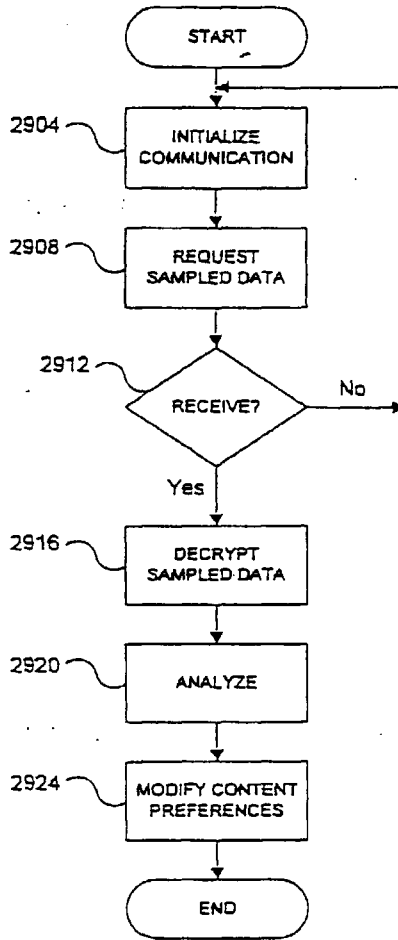 START
2904
INITIALIZE
COMMUNICATION
2908
REQUEST
SAMPLED DATA
2912
RECEIVE?
No
Yes
2916
DECRYPT
SAMPLED DATA
2920
ANALYZE
2924
MODIFY CONTENT
PREFERENCES
END